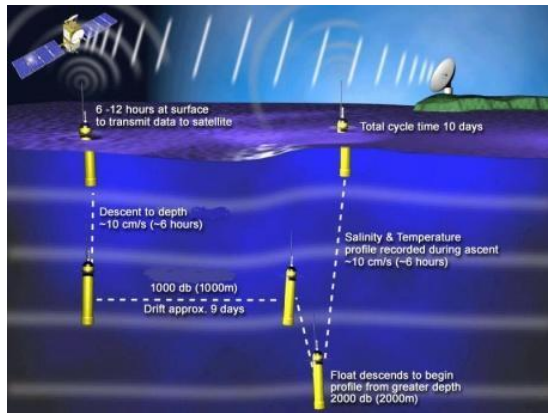 6 -12 hours at surface
to transmit data to satellite
Total cycle time 10 days
Descent to depth
~10 cm/s (~6 hours)
Salinity & Temperature
profile recorded during ascent
~10 cm/s (~6 hours)
1000 db (1000m)
Drift approx. 9 days
Float descends to begin
profile from greater depth
2000 db (2000m)